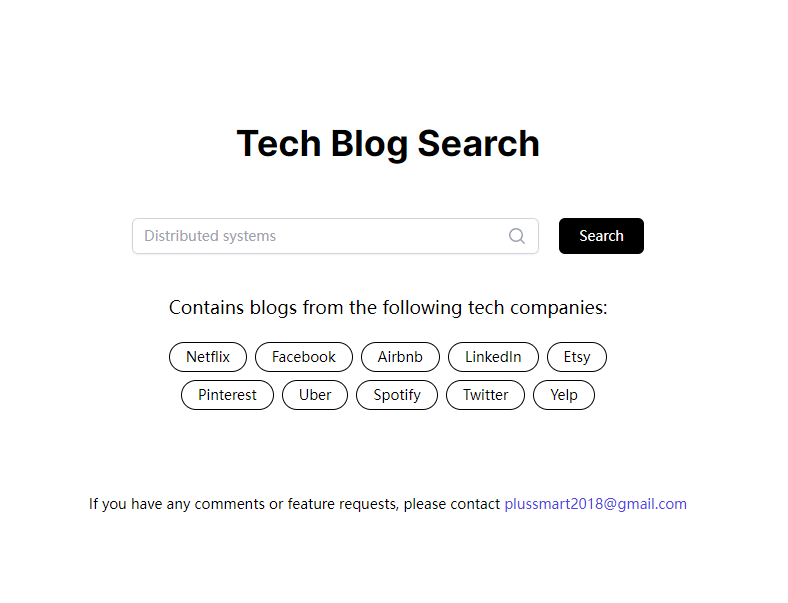 Tech Blog Search
Distributed systems Search
Contains blogs from the following tech companies:
Netflix Facebook Airbnb LinkedIn Etsy
Pinterest Uber Spotify Twitter Yelp
If you have any comments or feature requests, please contact plussmart2018@gmail.com